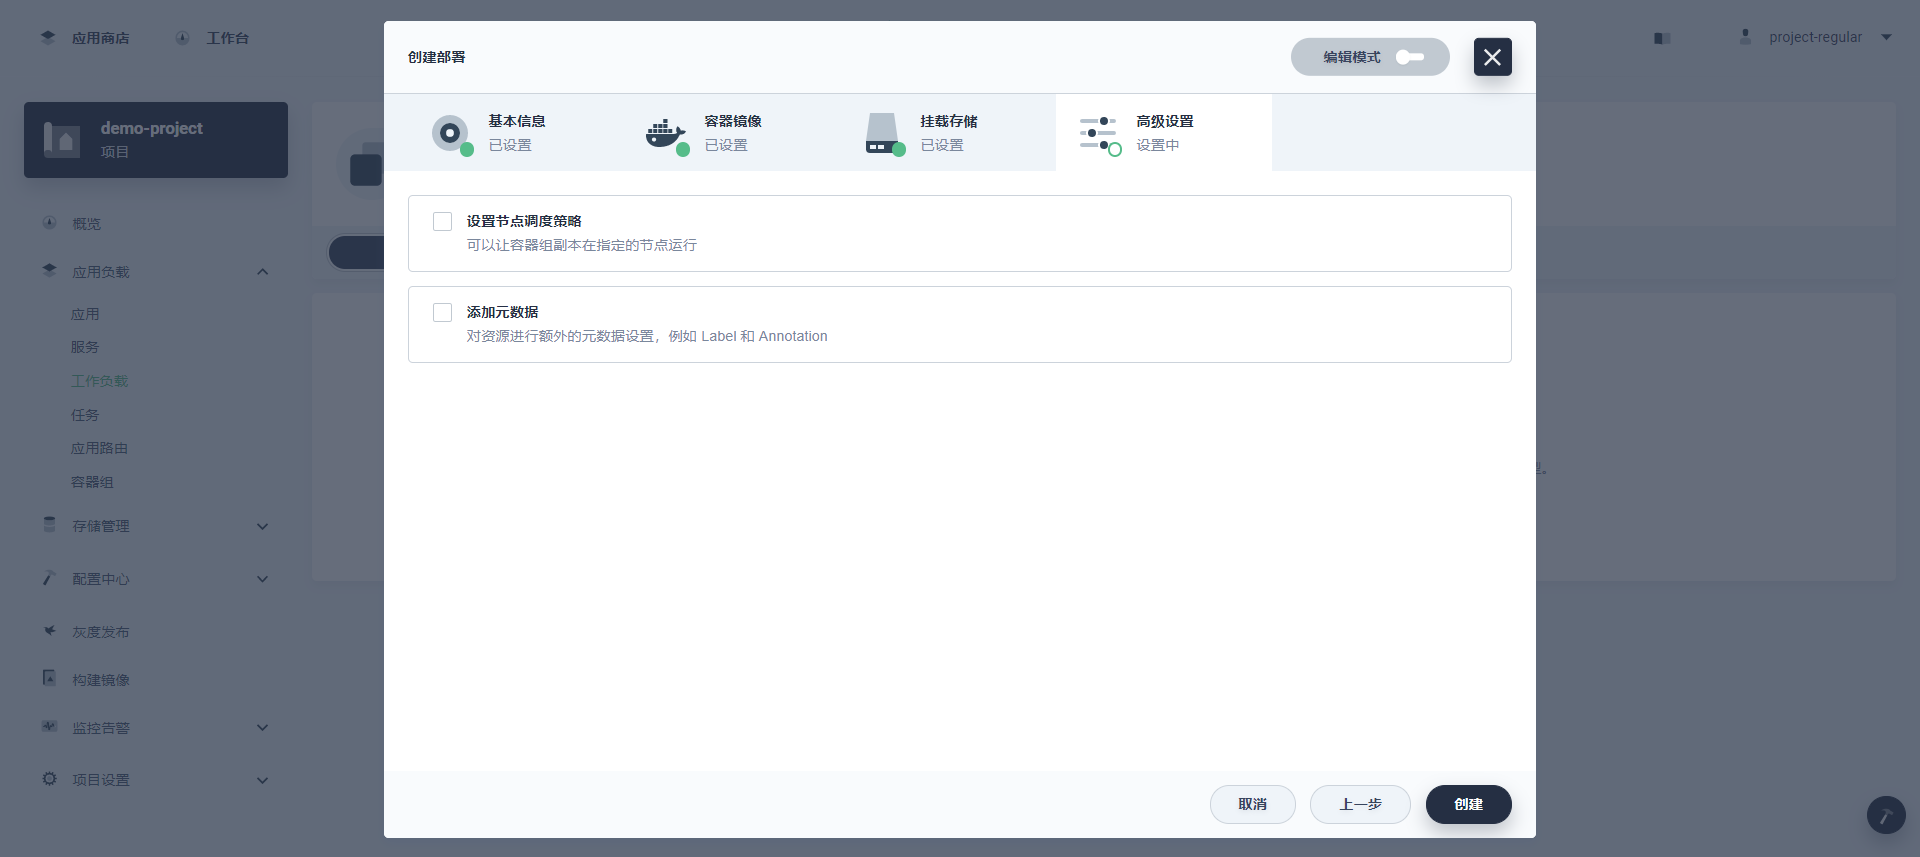 应用商店
工作台
project-regular
demo-project
项目
概览
应用负载
应用
服务
工作负载
任务
应用路由
容器组
存储管理
配置中心
灰度发布
构建镜像
监控告警
项目设置
创建部署
编辑模式
基本信息
已设置
容器镜像
已设置
挂载存储
已设置
高级设置
设置中
设置节点调度策略
可以让容器组副本在指定的节点运行
添加元数据
对资源进行额外的元数据设置，例如 Label 和 Annotation
取消
上一步
创建